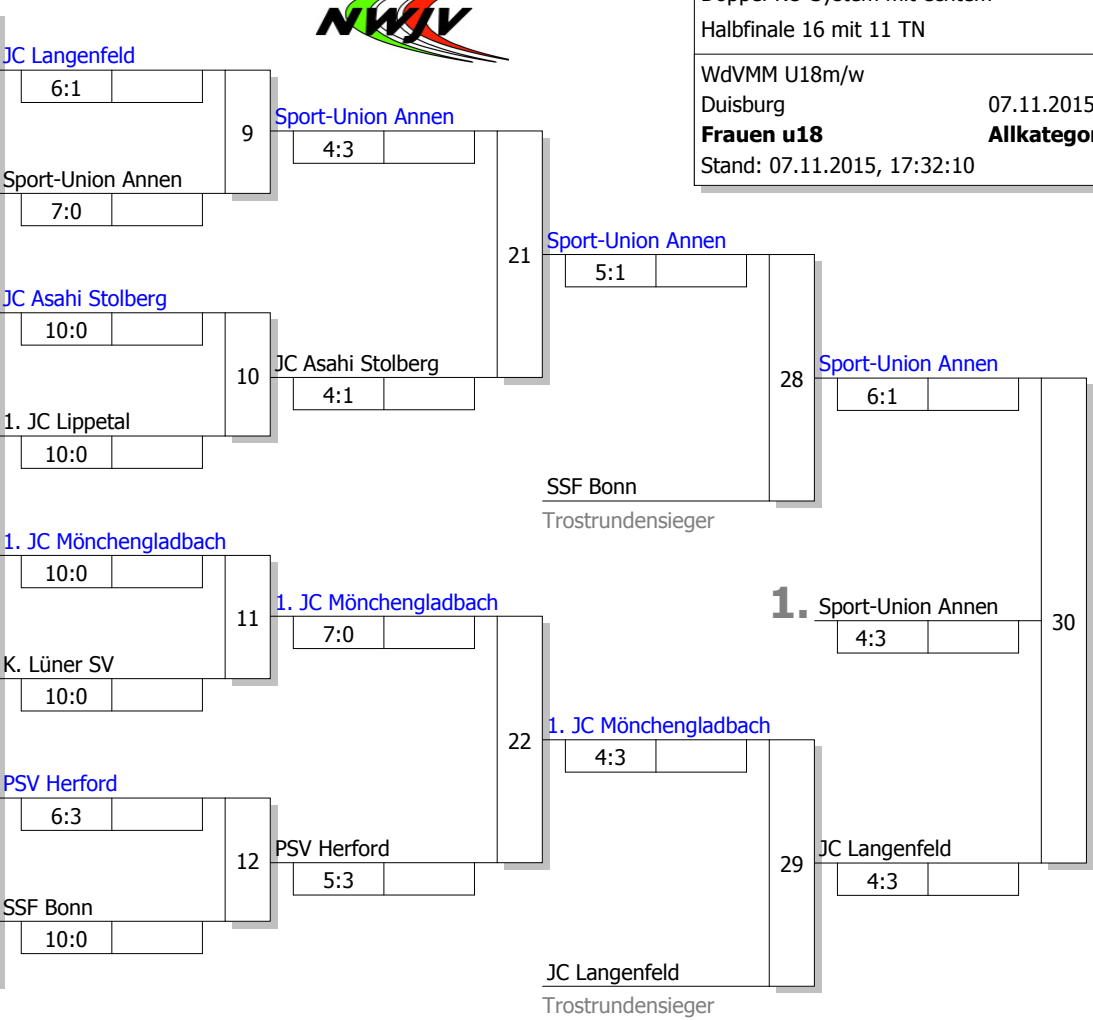 NWJV
Doppel-KO-System mit echtem
Halbfinale 16 mit 11 TN
WdVMM U18m/w
Duisburg 07.11.2015
Frauen u18
Stand: 07.11.2015, 17:32:10
JC Langenfeld
6:1
9
Sport-Union Annen
4:3
Sport-Union Annen
7:0
21
Sport-Union Annen
5:1
JC Asahi Stolberg
10:0
10
JC Asahi Stolberg
4:1
28
Sport-Union Annen
6:1
1. JC Lippetal
10:0
SSF Bonn
Trostrundensieger
1. JC Mönchengladbach
10:0
11
1. JC Mönchengladbach
7:0
1.
Sport-Union Annen
4:3
30
K. Lüner SV
10:0
22
1. JC Mönchengladbach
4:3
PSV Herford
6:3
12
PSV Herford
5:3
29
JC Langenfeld
4:3
SSF Bonn
10:0
JC Langenfeld
Trostrundensieger